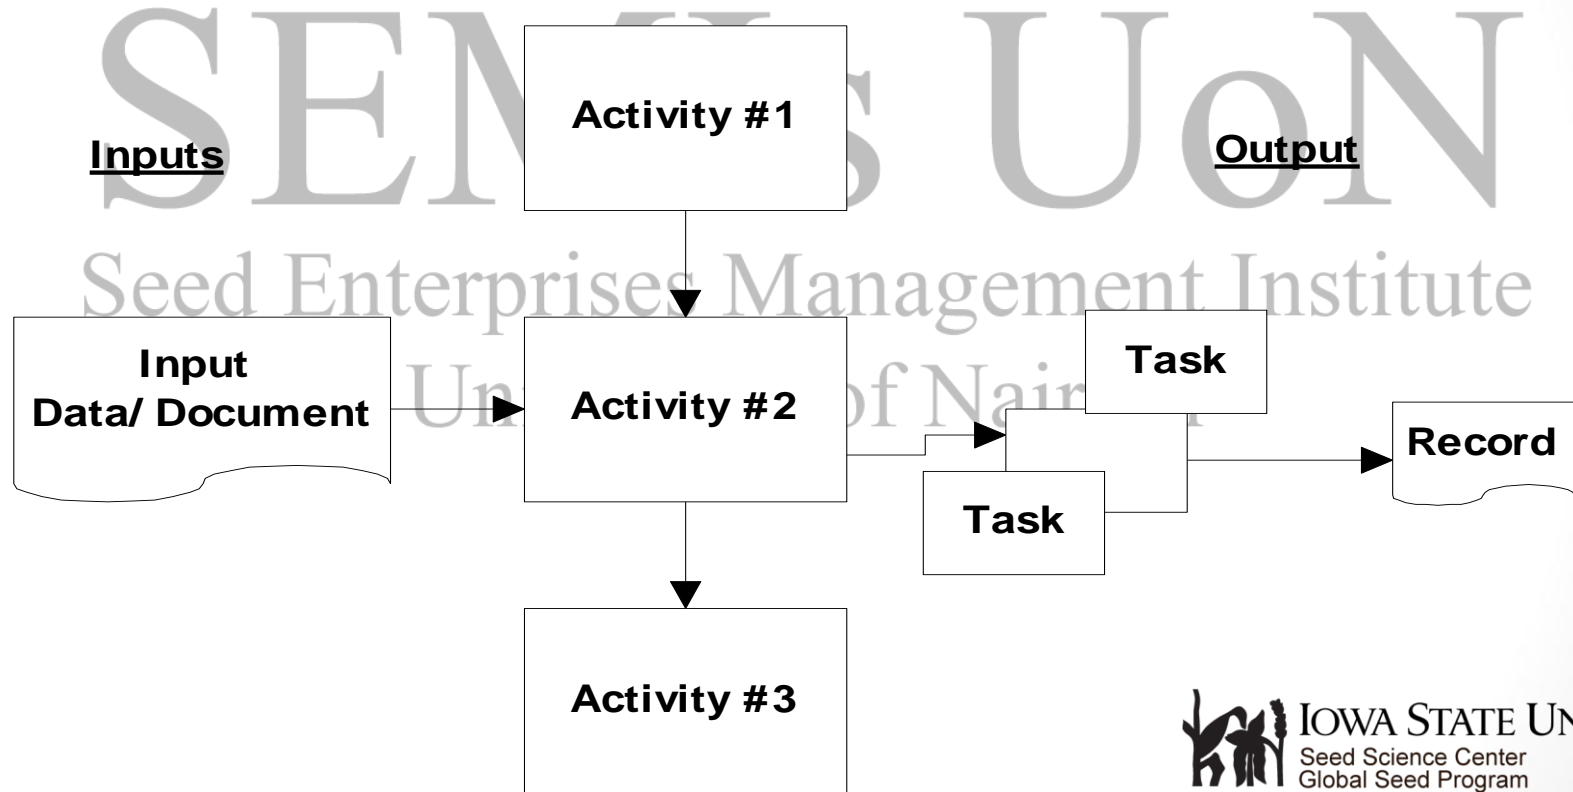 SEMIs UoN
Activity #1
Inputs
Output
Seed Enterprises Management Institute
Input
Data/ Document
Activity #2
of
Task
Task
Record
Activity #3
IOWA STATE
Seed Science Center
Global Seed Program